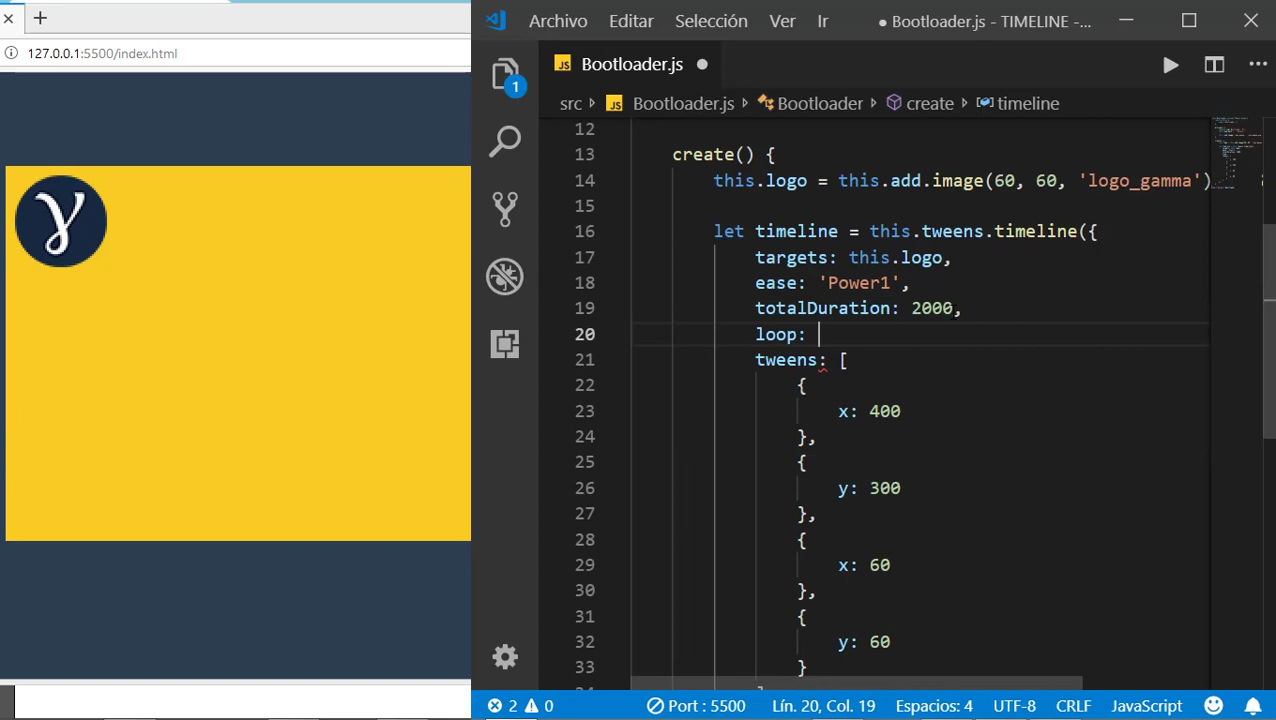 127.0.0.1:5500/index.html
γ
Archivo Editar Selección Ver Ir ● Bootloader.js - TIMELINE -...
JS Bootloader.js ●
1
src > JS Bootloader.js > Bootloader > create > timeline
12
13 create() {
14 this.logo = this.add.image(60, 60, 'logo_gamma')
15
16 let timeline = this.tweens.timeline({
17 targets: this.logo,
18 ease: 'Power1',
19 totalDuration: 2000,
20 loop:
21 tweens: [
22 {
23 x: 400
24 },
25 {
26 y: 300
27 },
28 {
29 x: 60
30 },
31 {
32 y: 60
33 }
2 0 Port : 5500 Lín. 20, Col. 19 Espacios: 4 UTF-8 CRLF JavaScript